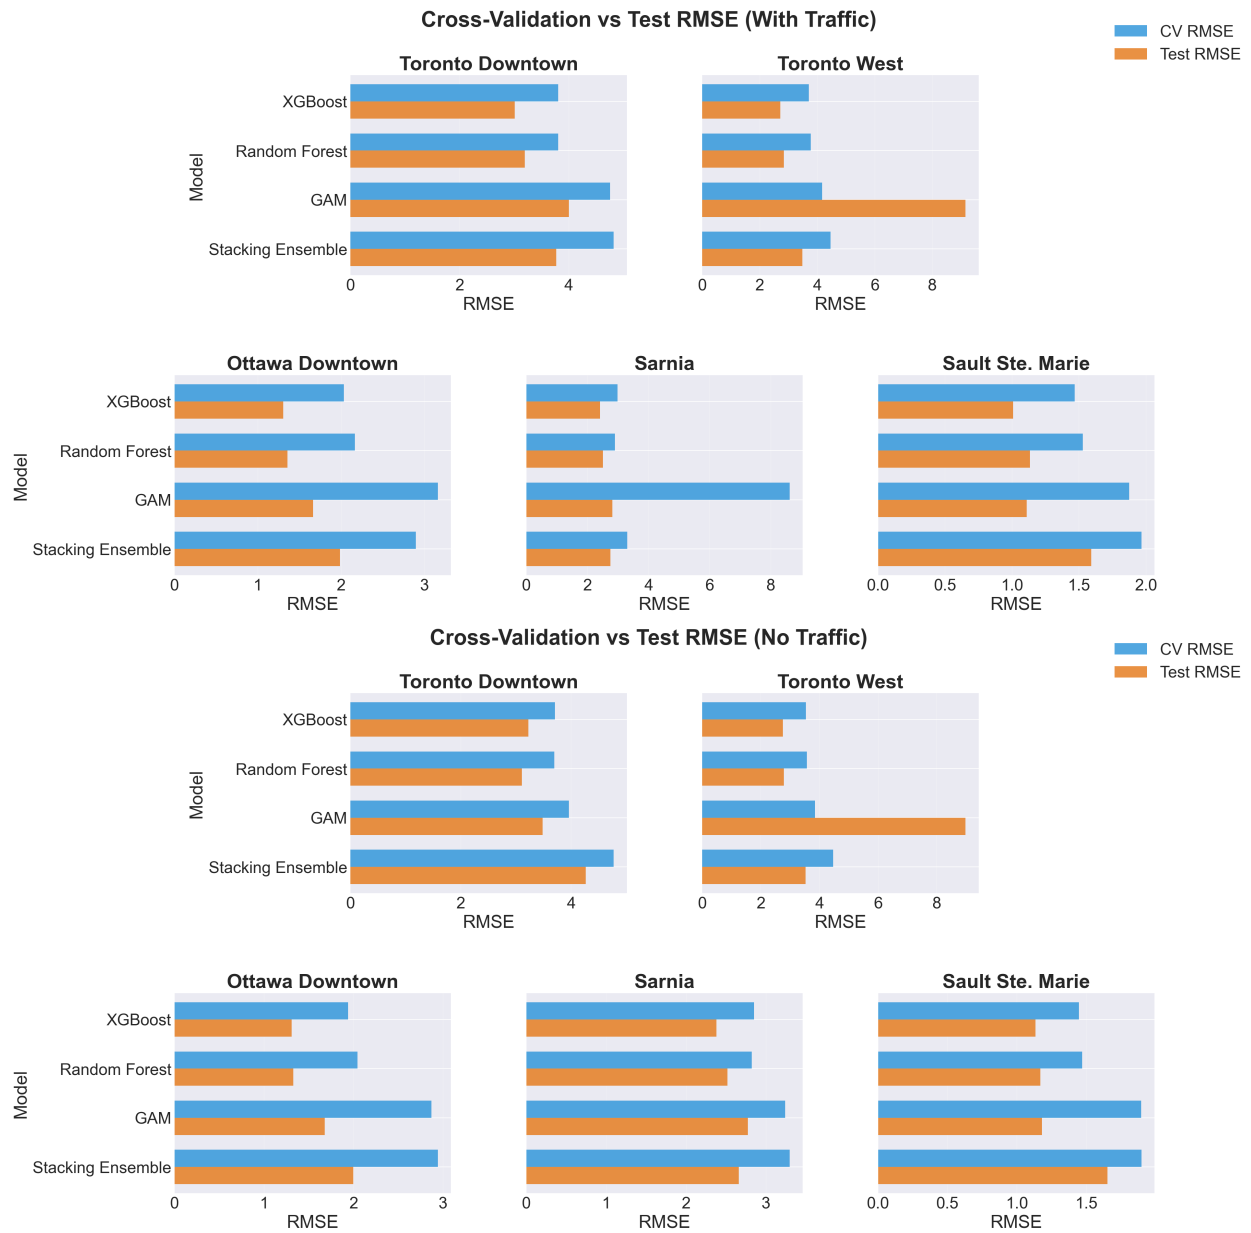 Cross-Validation vs Test RMSE (With Traffic)
CV RMSE
Test RMSE
Toronto Downtown
Toronto West
Model
XGBoost
Random Forest
GAM
Stacking Ensemble
0 2 4
RMSE
0 2 4 6 8
RMSE
Ottawa Downtown
Sarnia
Sault Ste. Marie
Model
XGBoost
Random Forest
GAM
Stacking Ensemble
0 1 2 3
RMSE
0 2 4 6 8
RMSE
0.0 0.5 1.0 1.5 2.0
RMSE
Cross-Validation vs Test RMSE (No Traffic)
CV RMSE
Test RMSE
Toronto Downtown
Toronto West
Model
XGBoost
Random Forest
GAM
Stacking Ensemble
0 2 4
RMSE
0 2 4 6 8
RMSE
Ottawa Downtown
Sarnia
Sault Ste. Marie
Model
XGBoost
Random Forest
GAM
Stacking Ensemble
0 1 2 3
RMSE
0 1 2 3
RMSE
0.0 0.5 1.0 1.5
RMSE